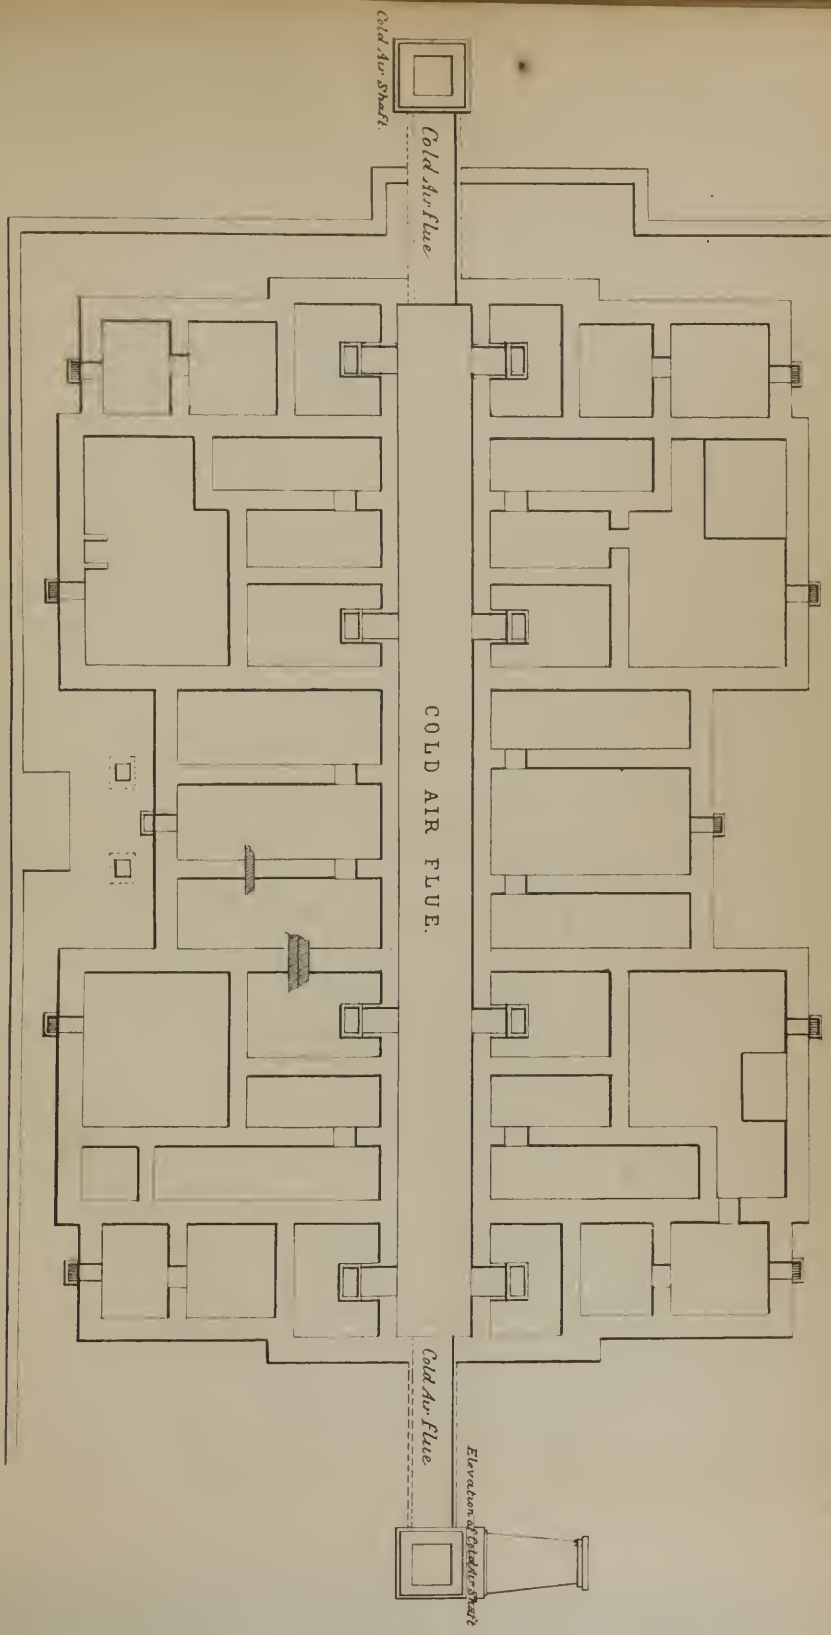 Cold Air Shaft.
Cold Air flue
COLD AIR FLUE.
Cold Air flue
Elevation of Cold Air Shaft